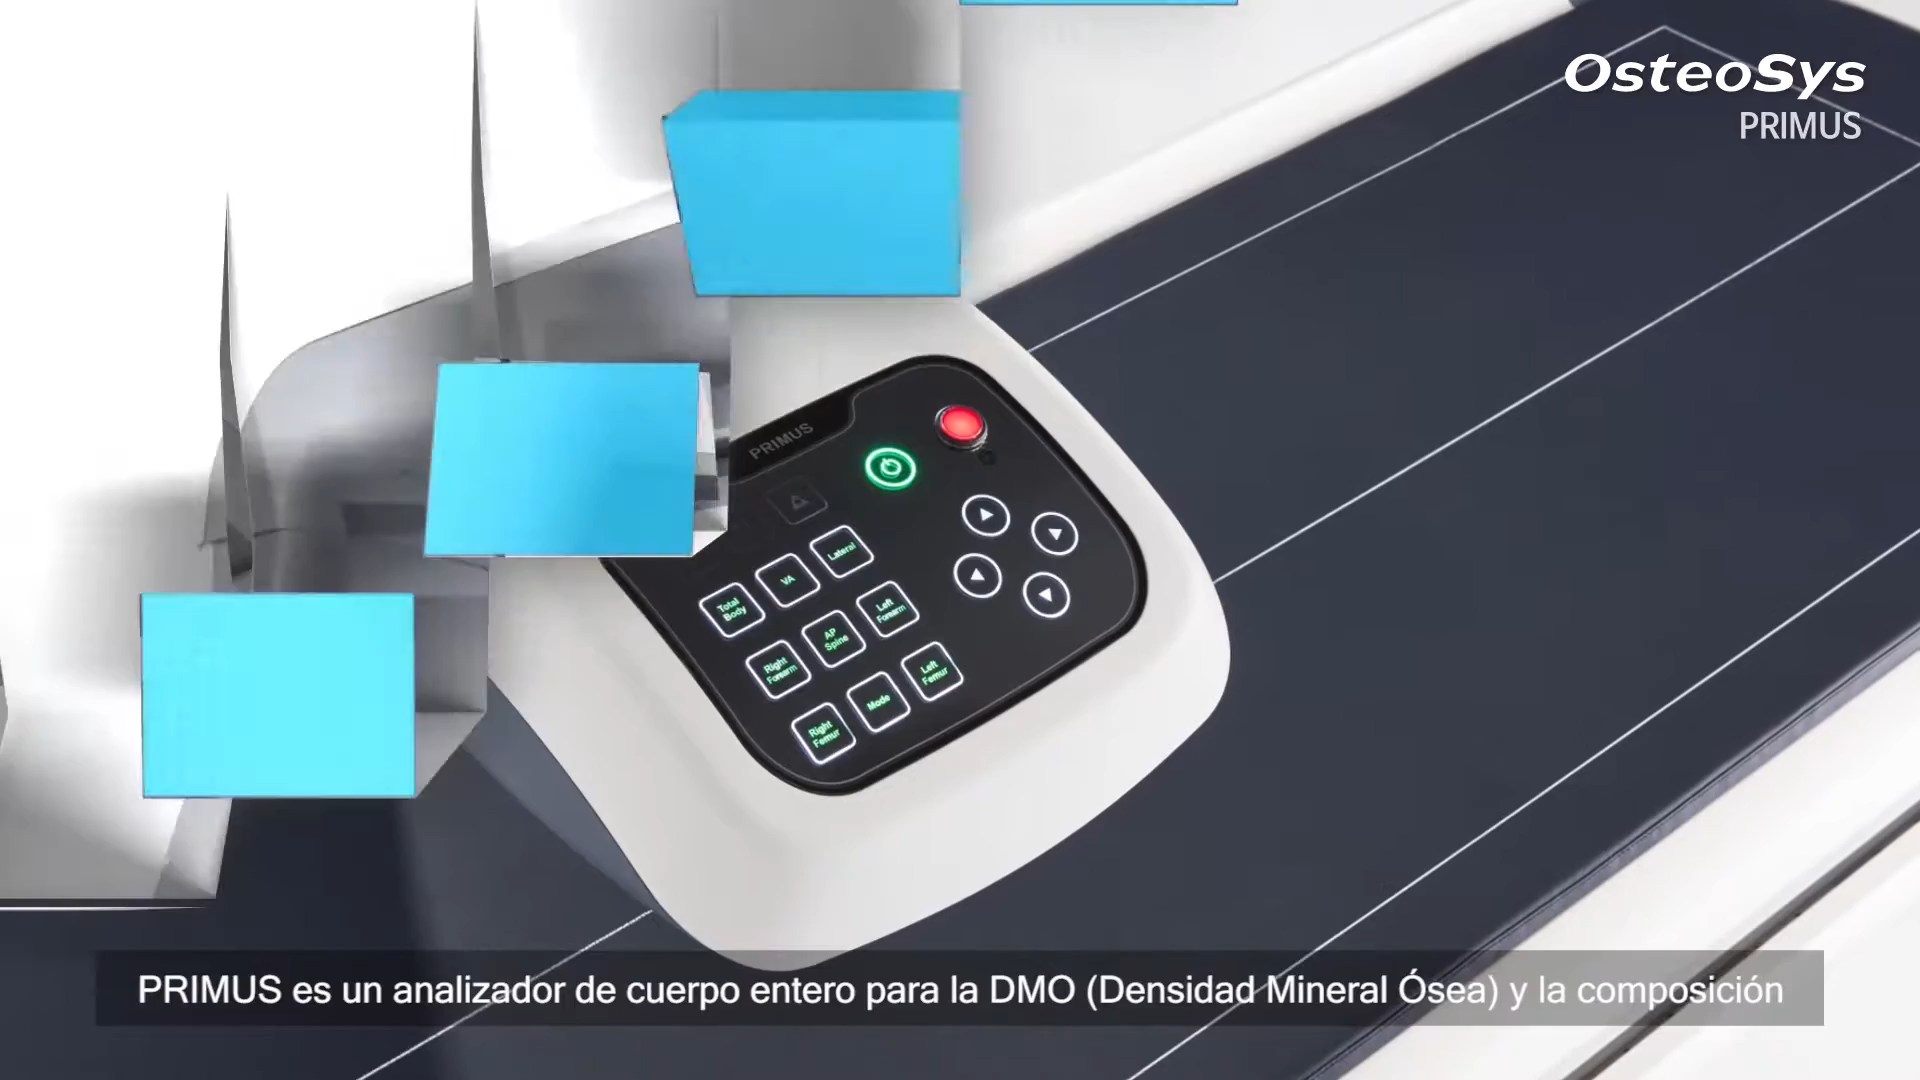 OsteoSys
PRIMUS
PRIMUS
Lateral
VA
Total
Body
Left
Forearm
AP
Spine
Right
Forearm
Left
Femur
Mode
Right
Femur
PRIMUS es un analizador de cuerpo entero para la DMO (Densidad Mineral Ósea) y la composición